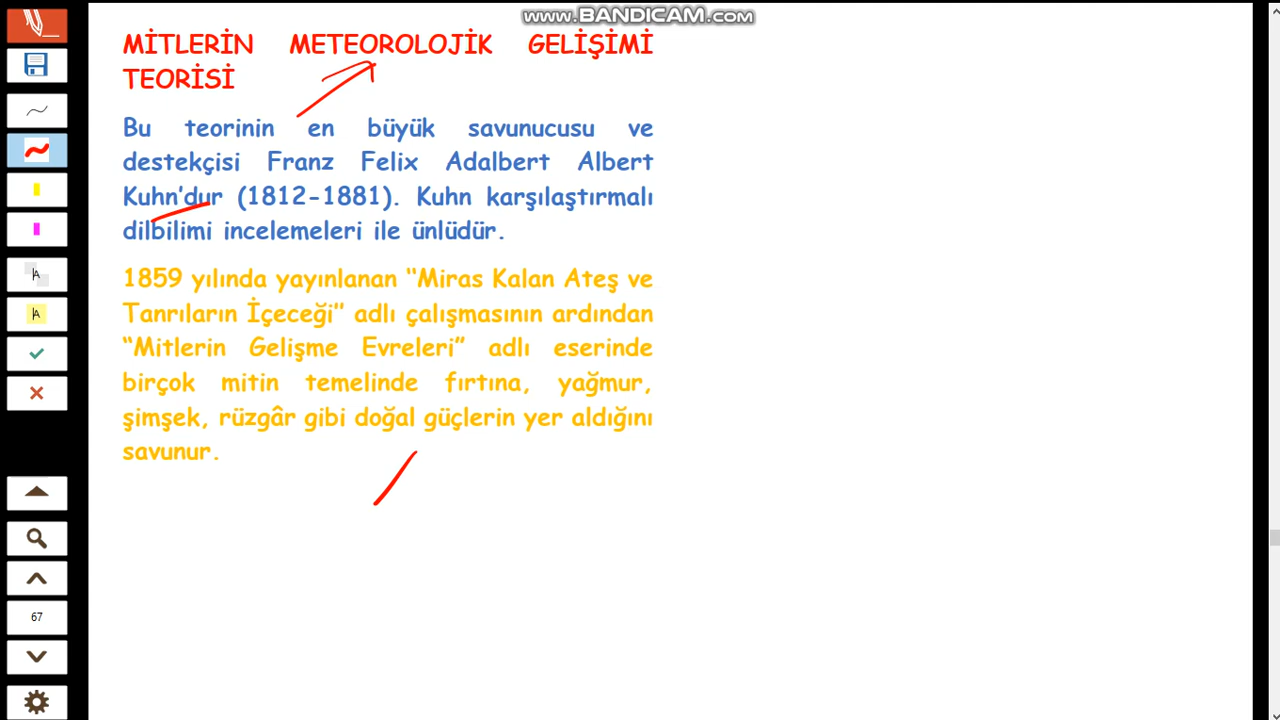 www.BANDICAM.com
MİTLERİN METEOROLOJİK GELİŞİMİ
TEORİSİ
Bu teorinin en büyük savunucusu ve
destekçisi Franz Felix Adalbert Albert
Kuhn’dur (1812-1881). Kuhn karşılaştırmalı
dilbilimi incelemeleri ile ünlüdür.
1859 yılında yayınlanan “Miras Kalan Ateş ve
Tanrıların İçeceği” adlı çalışmasının ardından
“Mitlerin Gelişme Evreleri” adlı eserinde
birçok mitin temelinde fırtına, yağmur,
şimşek, rüzgâr gibi doğal güçlerin yer aldığını
savunur.
A
A
67